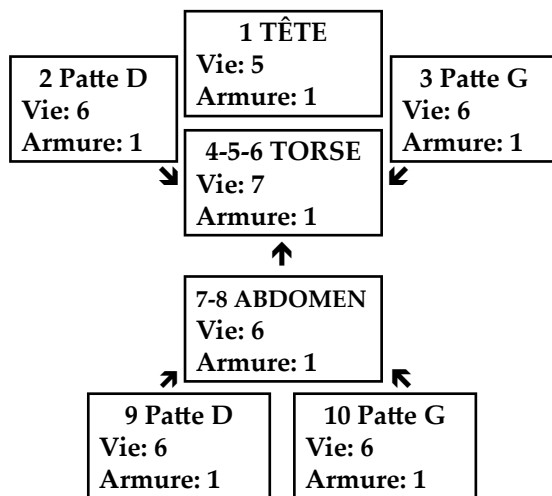 1 TÊTE
Vie: 5
Armure: 1
2 Patte D
Vie: 6
Armure: 1
3 Patte G
Vie: 6
Armure: 1
4-5-6 TORSE
Vie: 7
Armure: 1
7-8 ABDOMEN
Vie: 6
Armure: 1
9 Patte D
Vie: 6
Armure: 1
10 Patte G
Vie: 6
Armure: 1